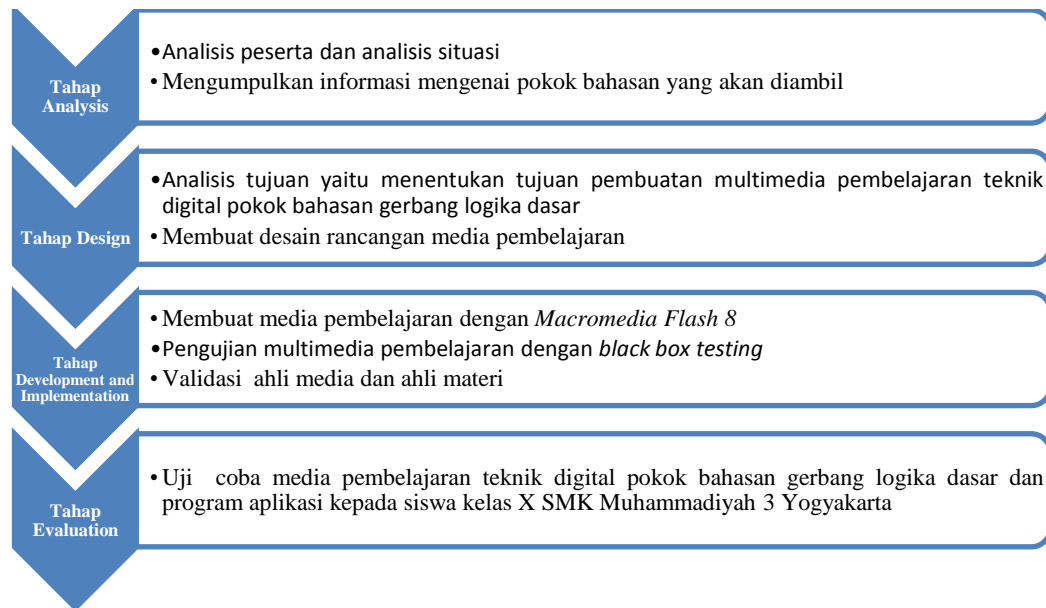 Tahap
Analysis
•Analisis peserta dan analisis situasi
• Mengumpulkan informasi mengenai pokok bahasan yang akan diambil
Tahap Design
•Analisis tujuan yaitu menentukan tujuan pembuatan multimedia pembelajaran teknik
digital pokok bahasan gerbang logika dasar
• Membuat desain rancangan media pembelajaran
Tahap
Development and
Implementation
• Membuat media pembelajaran dengan Macromedia Flash 8
•Pengujian multimedia pembelajaran dengan black box testing
• Validasi ahli media dan ahli materi
Tahap
Evaluation
• Uji coba media pembelajaran teknik digital pokok bahasan gerbang logika dasar dan
program aplikasi kepada siswa kelas X SMK Muhammadiyah 3 Yogyakarta